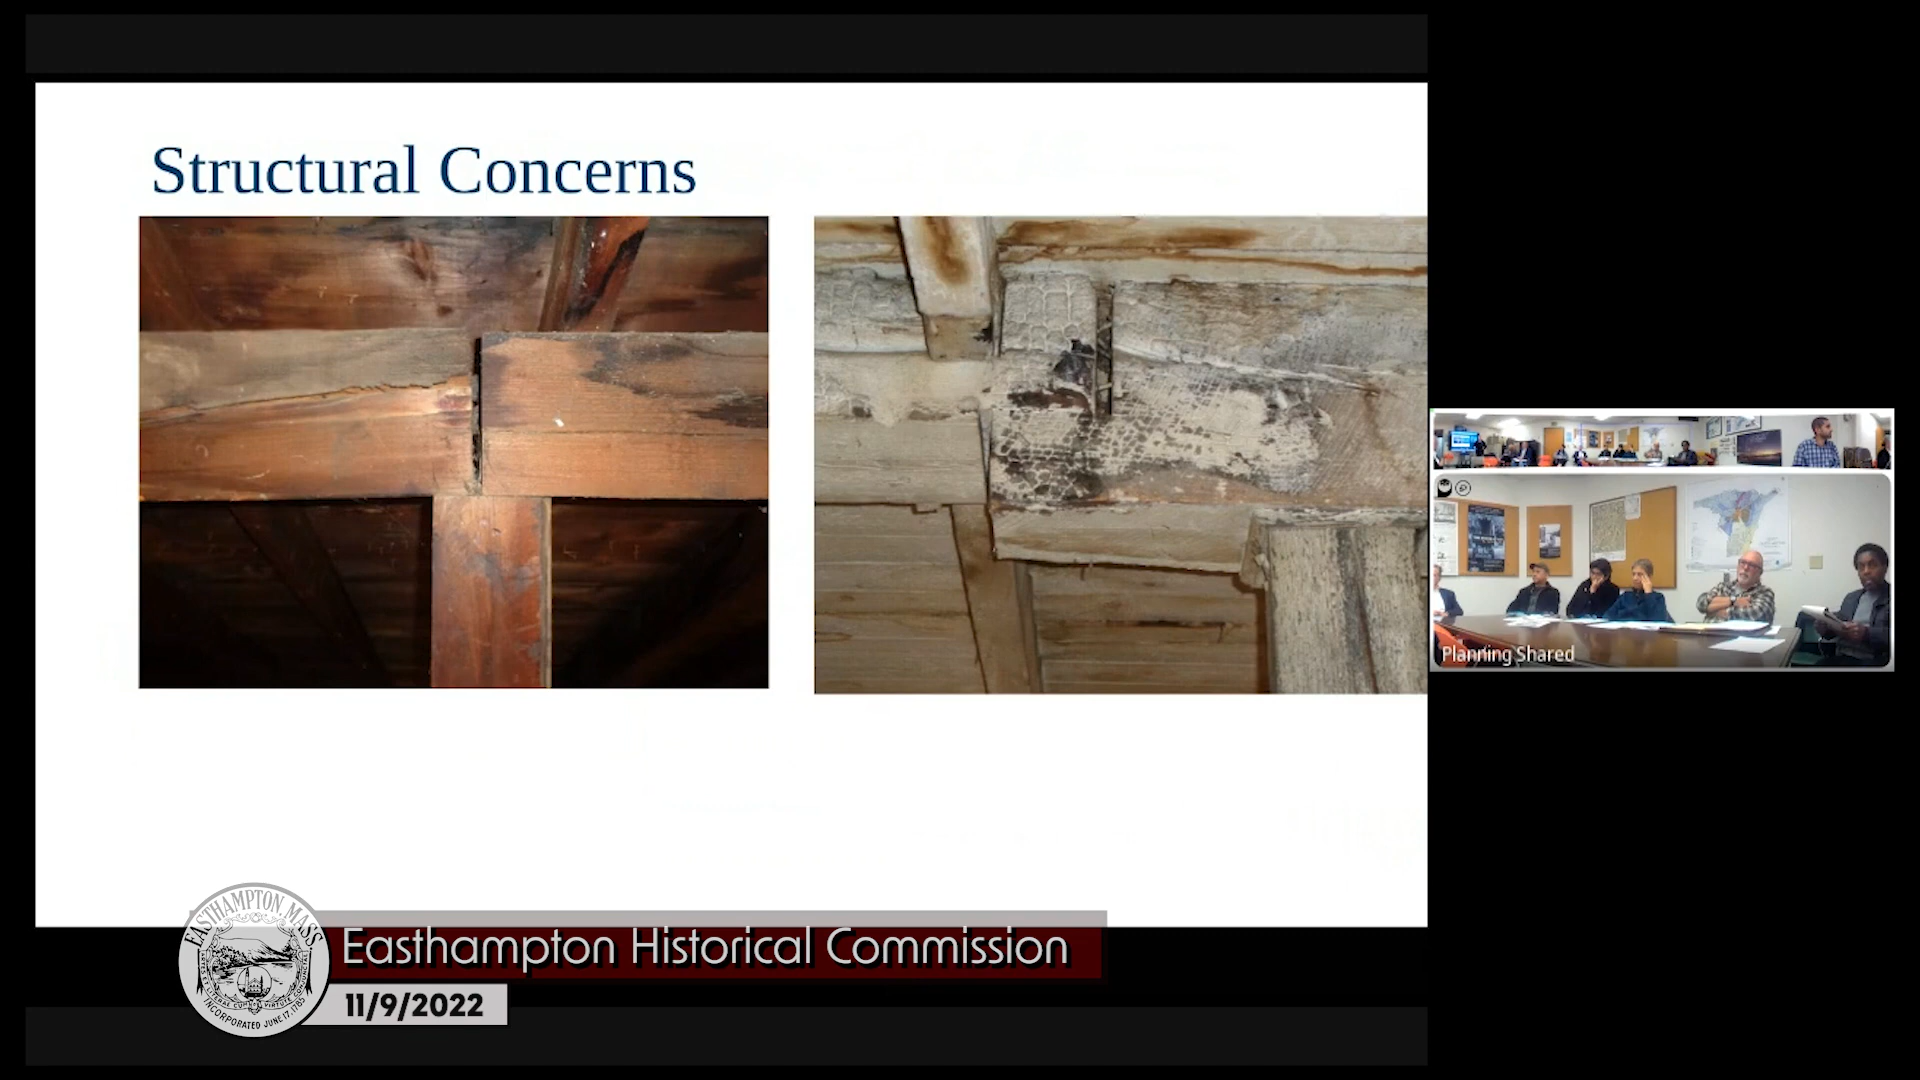 Structural Concerns
Planning Shared
EASTHAMPTON, MASS
INCORPORATED JUNE 17, 1785
Easthampton Historical Commission
11/9/2022